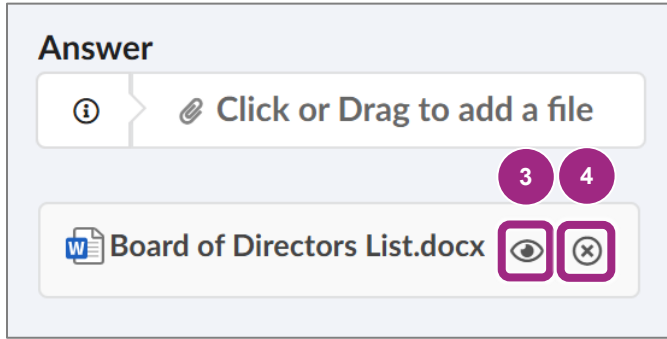 Answer
Click or Drag to add a file
3 4
W Board of Directors List.docx